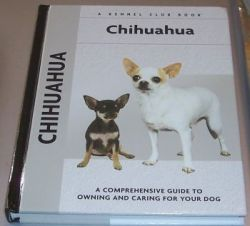 A KENNEL CLUB BOOK
Chihuahua
CHIHUAHUA
A COMPREHENSIVE GUIDE TO
OWNING AND CARING FOR YOUR DOG